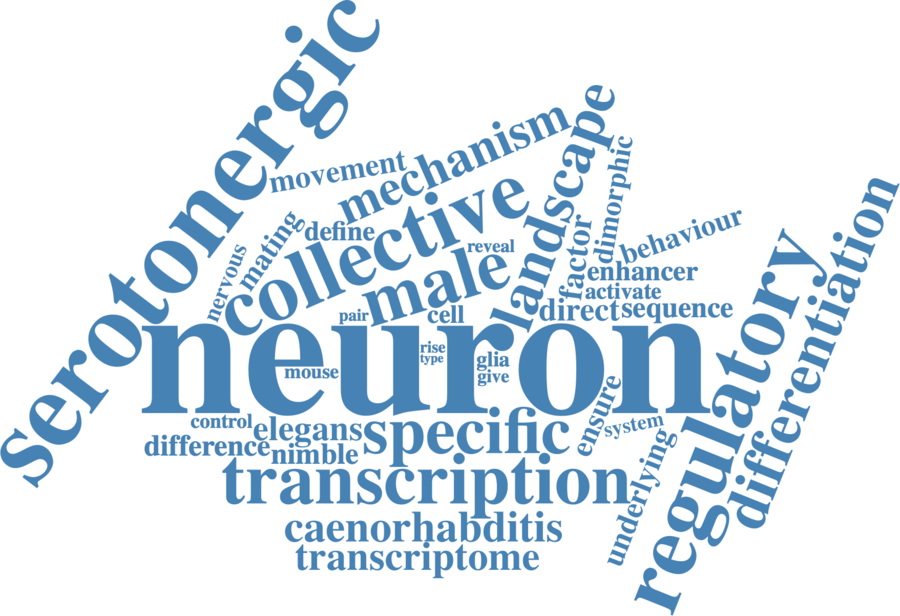 serotonergic
movement
mechanism
landscape
dimorphic
define
collective
mating
nervous
reveal
factor
behaviour
male
enhancer
activate
direct
sequence
pair
cell
regulatory
differentiation
neuron
rise
type
mouse
glia
give
control
elegans
specific
ensure
system
difference
nimble
transcription
underlying
caenorhabditis
transcriptome